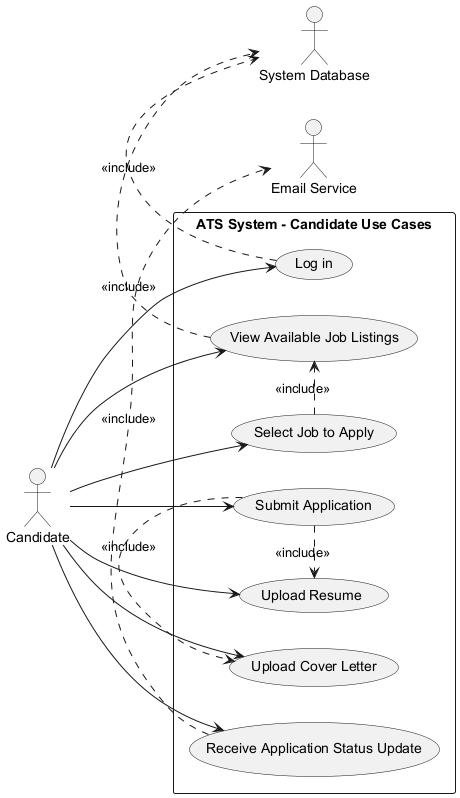 System Database
Email Service
ATS System - Candidate Use Cases
«include»
Log in
«include»
View Available Job Listings
«include»
«include»
Select Job to Apply
Candidate
Submit Application
«include»
«include»
Upload Resume
Upload Cover Letter
Receive Application Status Update